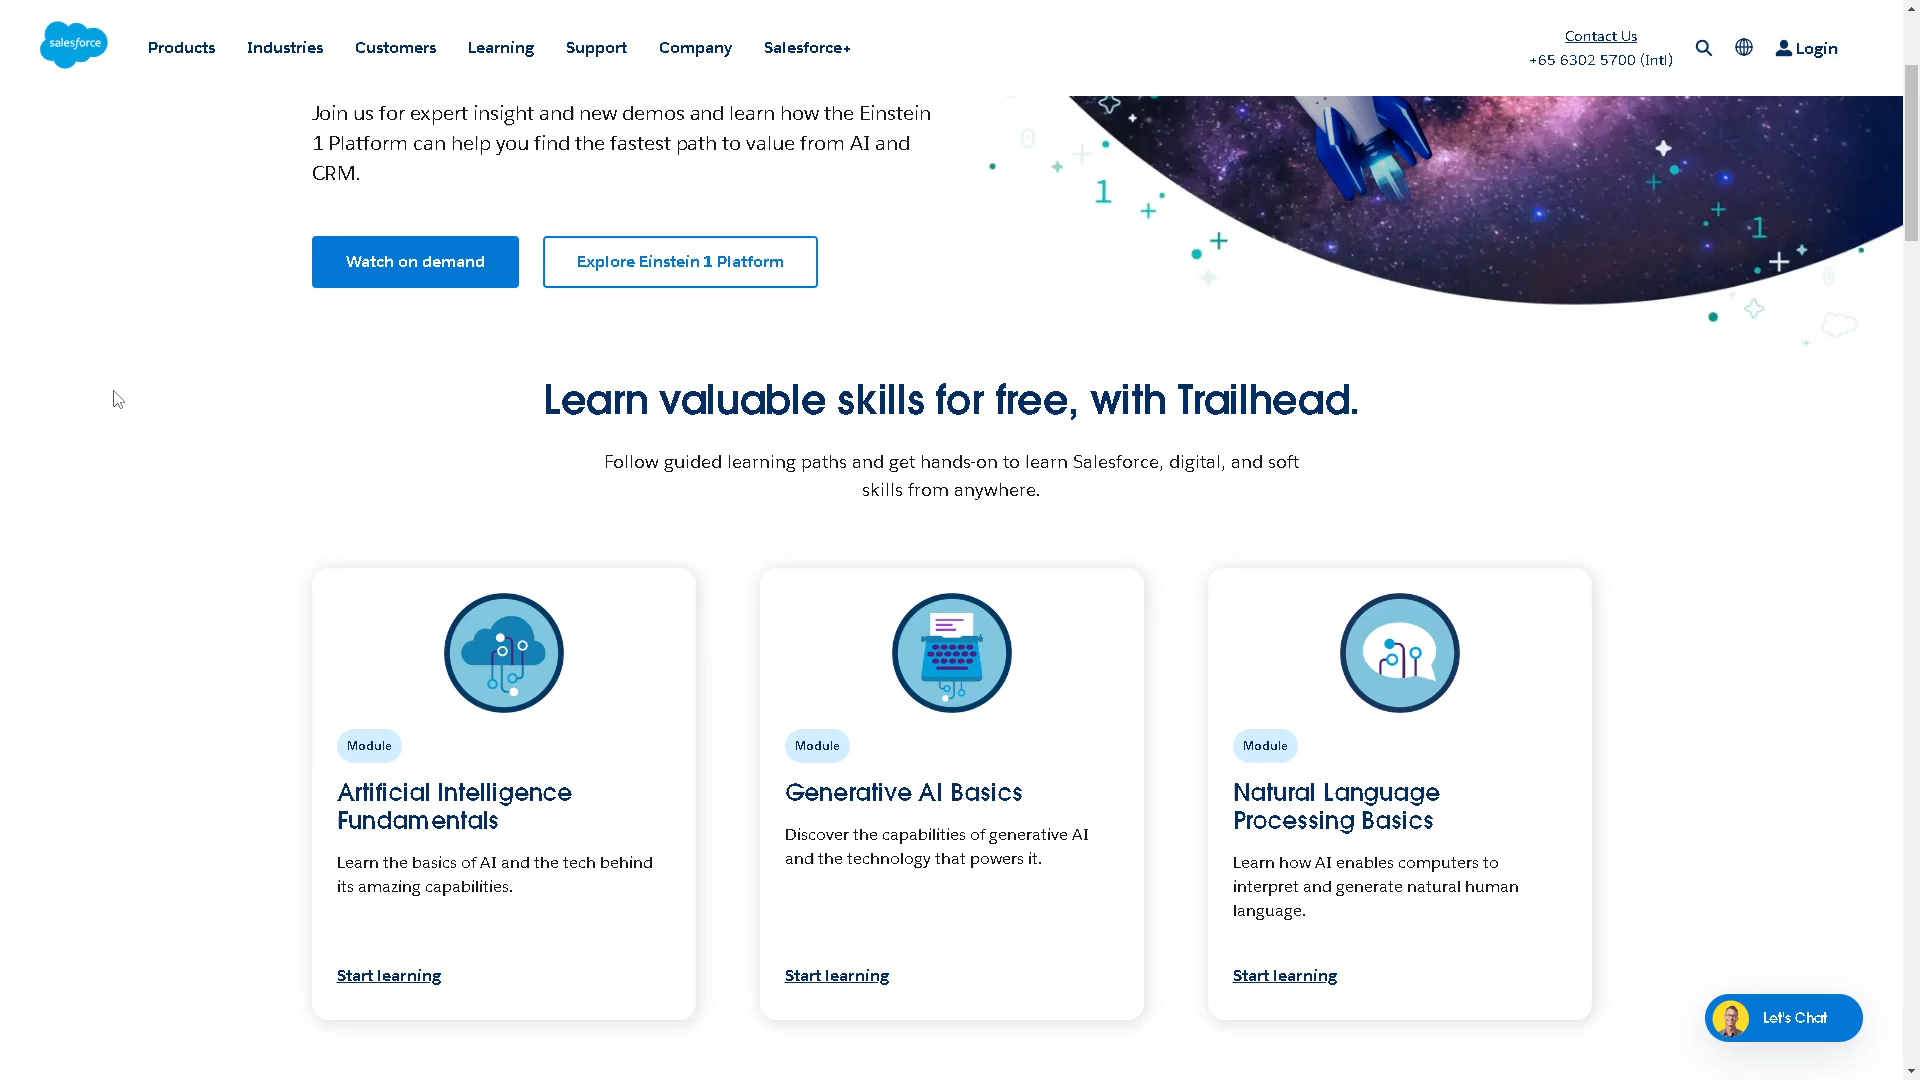 salesforce
Products
Industries
Customers
Learning
Support
Company
Salesforce+
Contact Us
+65 6302 5700 (Intl)
Login
Join us for expert insight and new demos and learn how the Einstein
1 Platform can help you find the fastest path to value from AI and
CRM.
Watch on demand
Explore Einstein 1 Platform
Learn valuable skills for free, with Trailhead.
Follow guided learning paths and get hands-on to learn Salesforce, digital, and soft
skills from anywhere.
Module
Artificial Intelligence
Fundamentals
Learn the basics of AI and the tech behind
its amazing capabilities.
Start learning
Module
Generative AI Basics
Discover the capabilities of generative AI
and the technology that powers it.
Start learning
Module
Natural Language
Processing Basics
Learn how AI enables computers to
interpret and generate natural human
language.
Start learning
Let's Chat